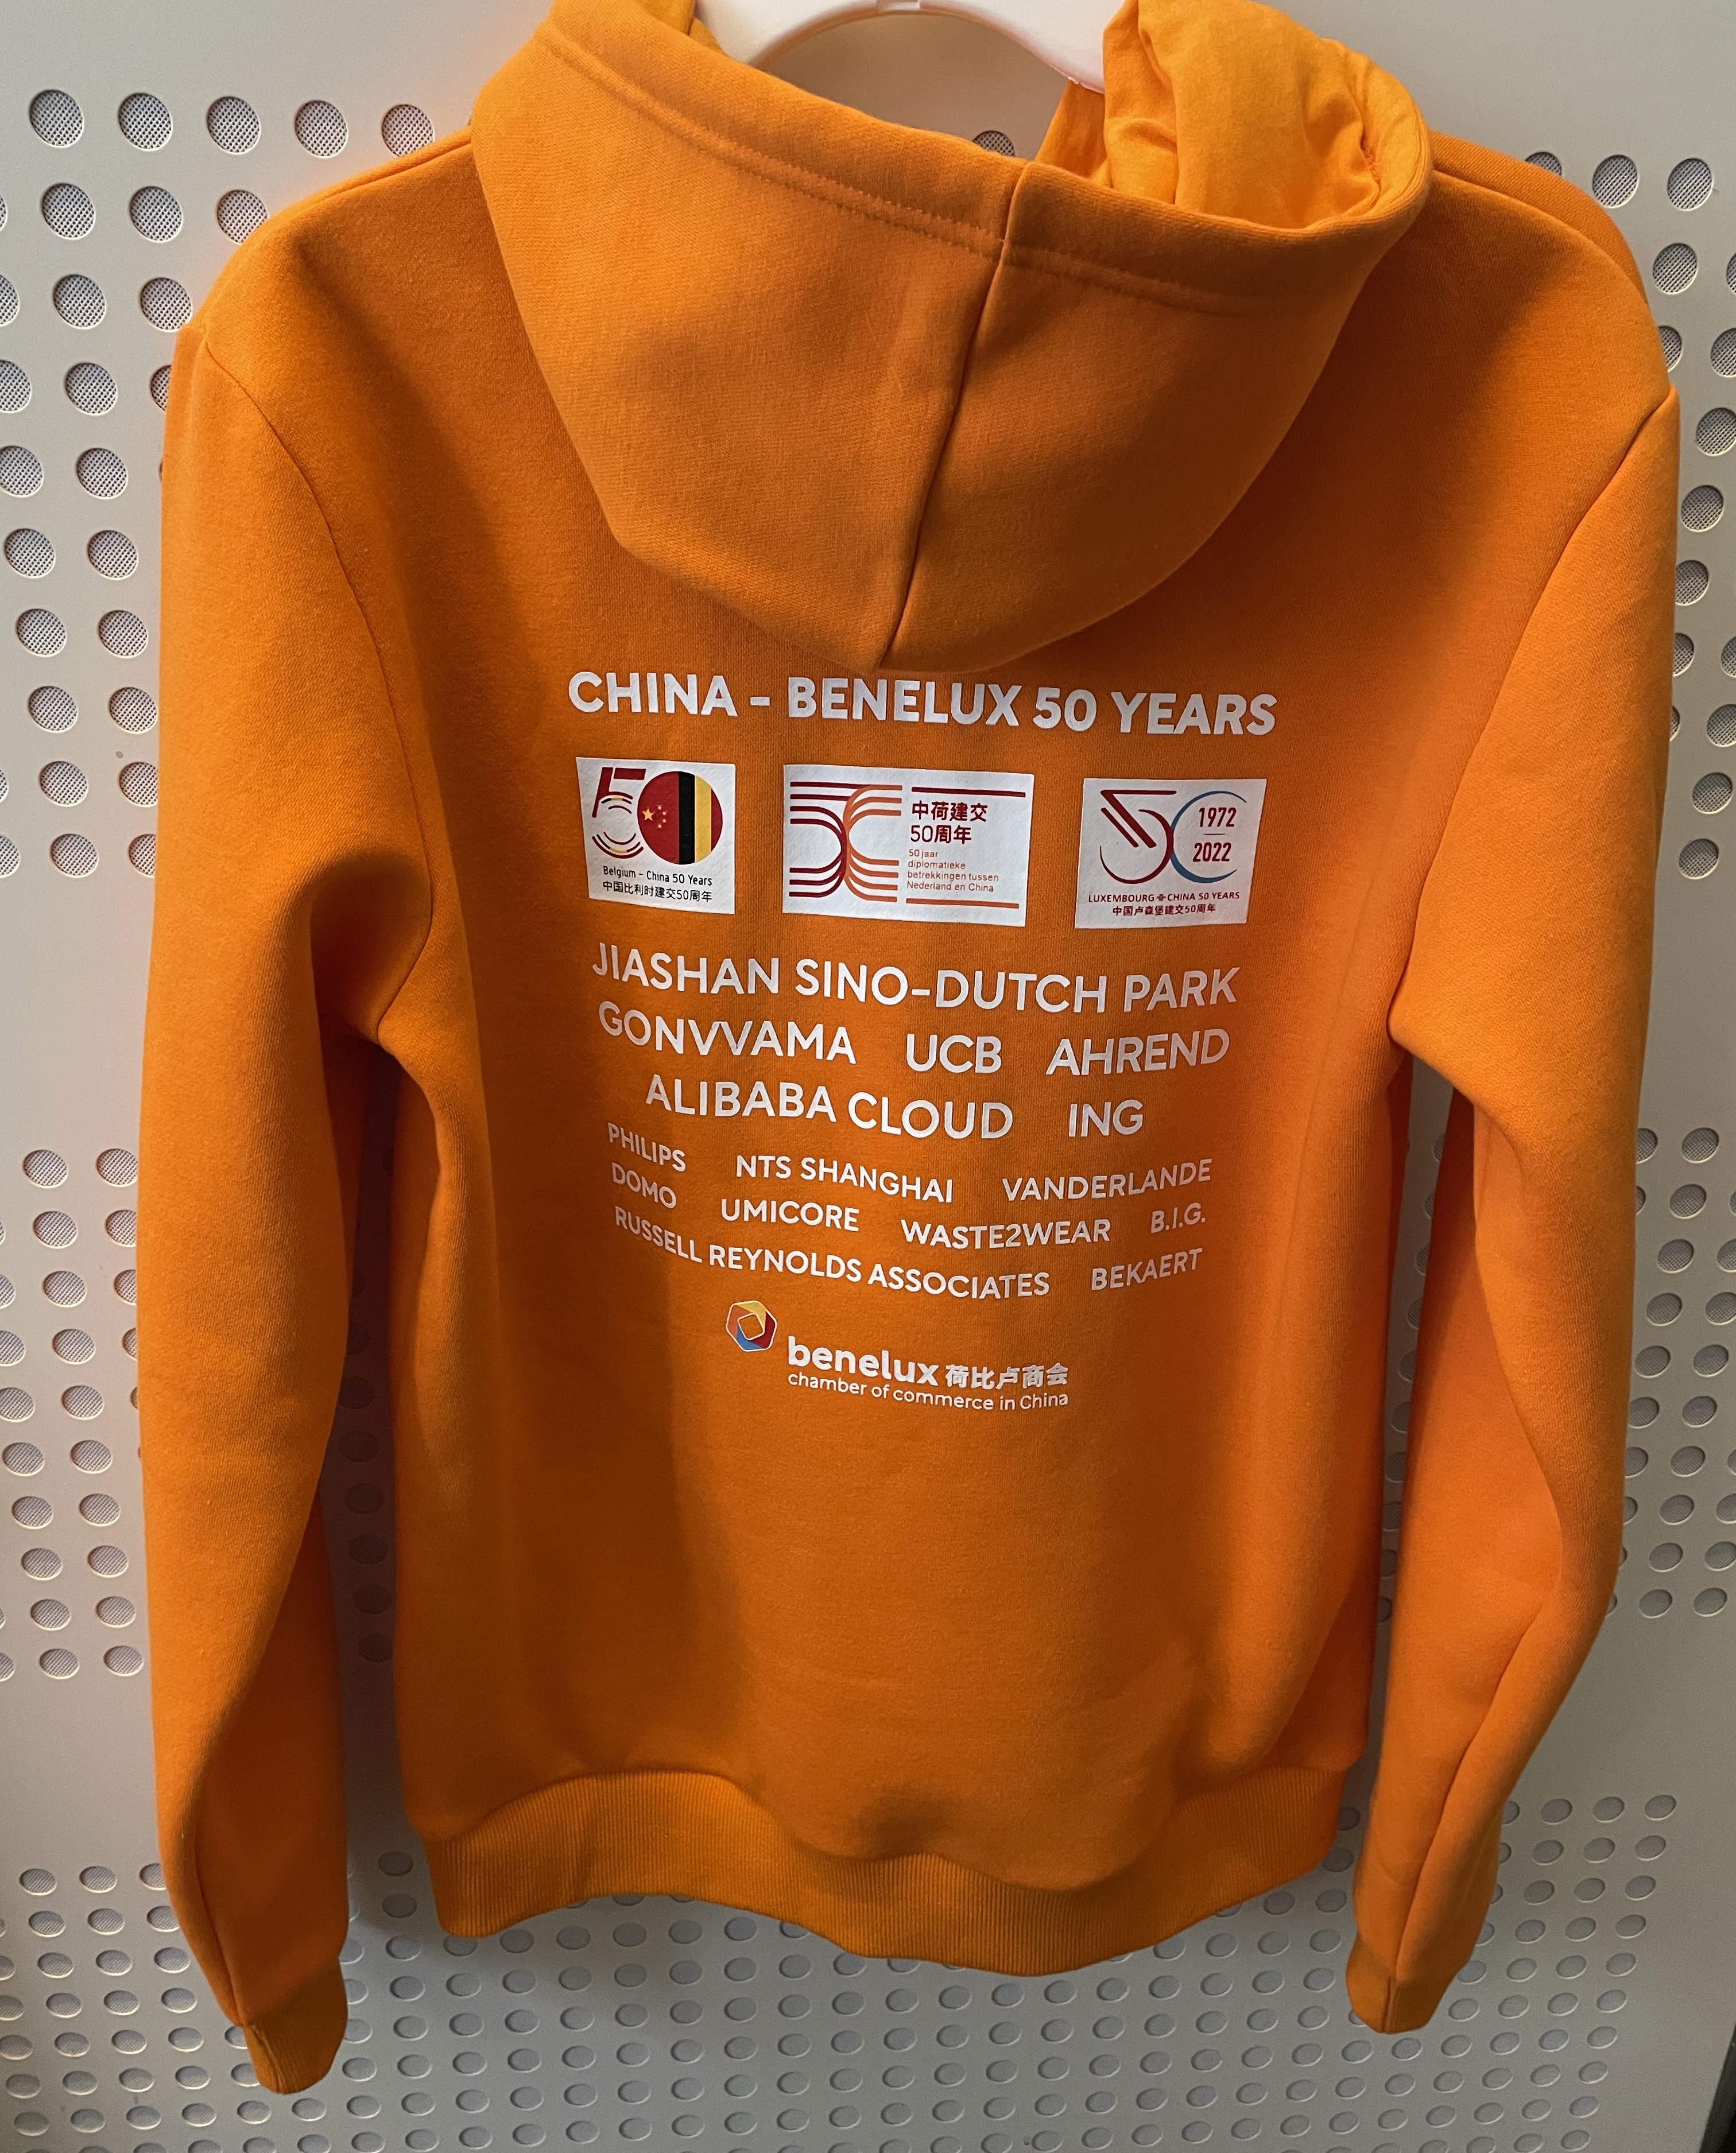 CHINA - BENELUX 50 YEARS
50
Belgium - China 50 Years
中国比利时建交50周年
50
中荷建交
50周年
50 jaar
diplomatieke
betrekkingen tussen
Nederland en China
50
1972
2022
LUXEMBOURG CHINA 50 YEARS
中国卢森堡建交50周年
JIASHAN SINO-DUTCH PARK
GONVVAMA UCB AHREND
ALIBABA CLOUD ING
PHILIPS NTS SHANGHAI VANDERLANDE
DOMO UMICORE WASTE2WEAR B.I.G.
RUSSELL REYNOLDS ASSOCIATES BEKAERT
benelux 荷比卢商会
chamber of commerce in China